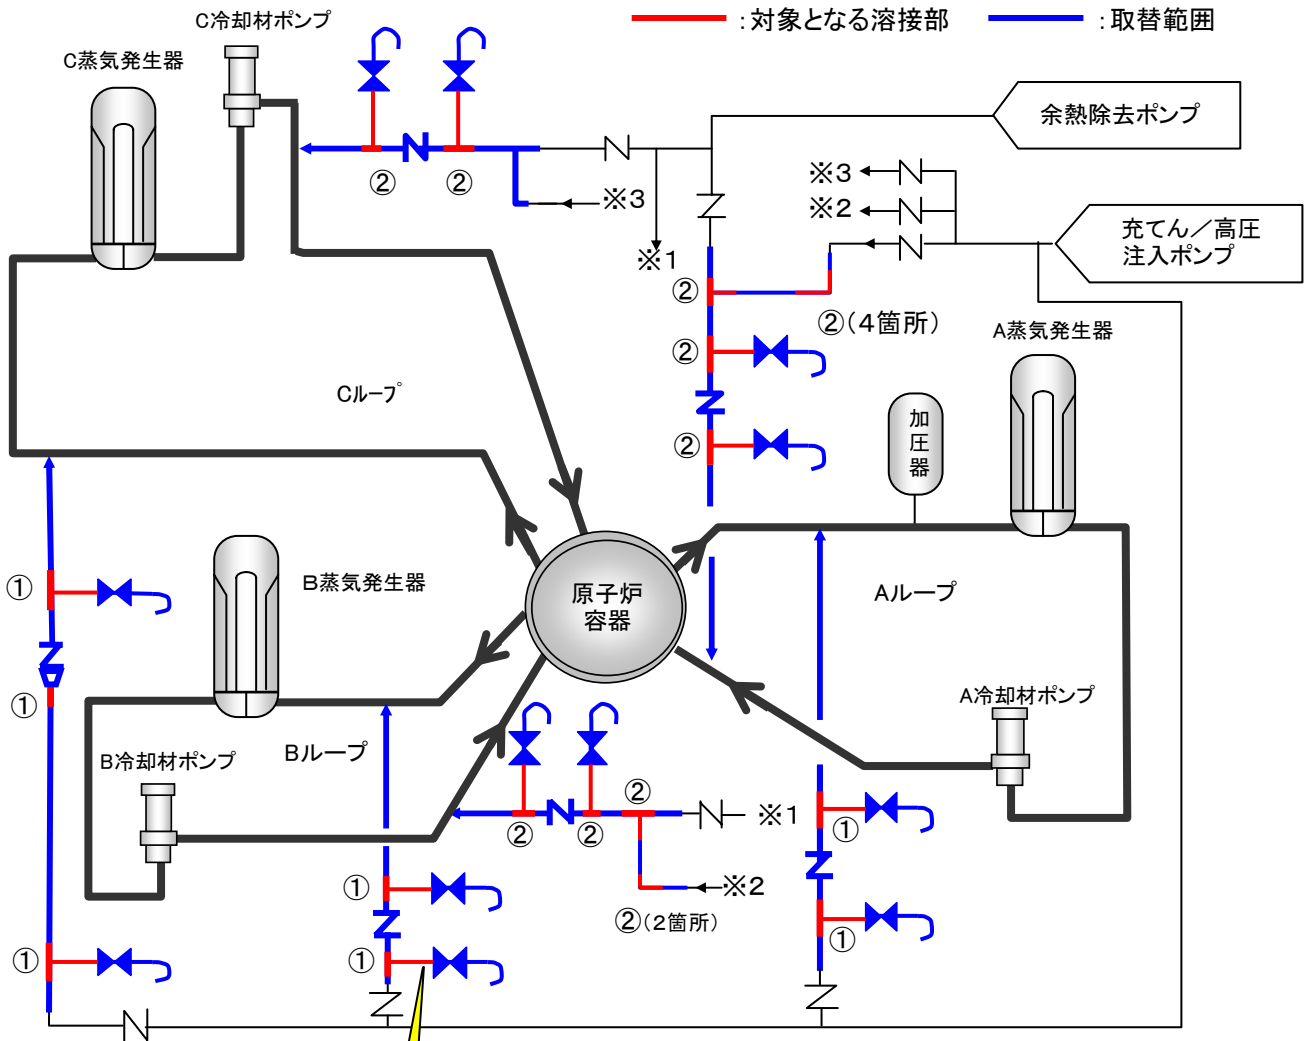 C冷却材ポンプ
:対象となる溶接部
:取替範囲
C蒸気発生器
余熱除去ポンプ
②
②
※3
※3
※2
※1
充てん／高圧
注入ポンプ
②
②(4箇所)
②
A蒸気発生器
Cループ
加
圧
器
②
①
B蒸気発生器
原子炉
容器
Aループ
①
A冷却材ポンプ
Bループ
B冷却材ポンプ
②
※1
②
②
①
①
※2
②(2箇所)
①
①
①